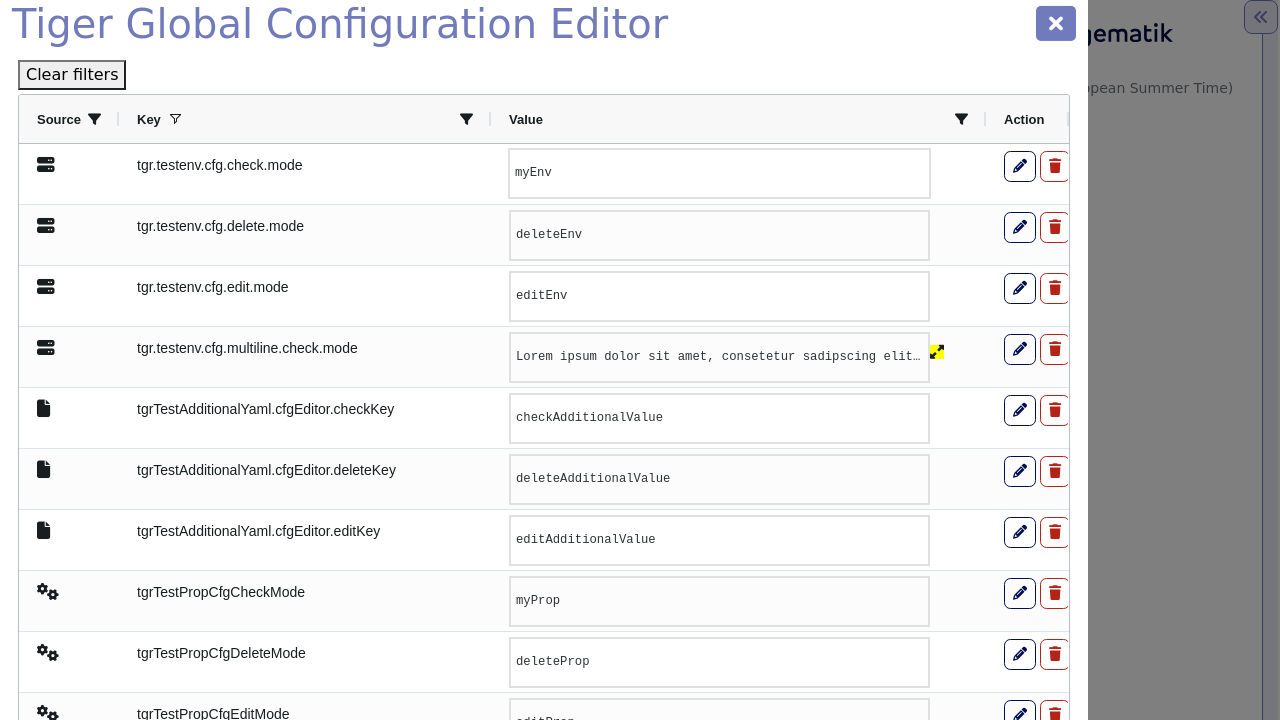 Tiger Global Configuration Editor
gematik
Clear filters
opean Summer Time)
Source Key Value Action
tgr.testenv.cfg.check.mode myEnv
tgr.testenv.cfg.delete.mode deleteEnv
tgr.testenv.cfg.edit.mode editEnv
tgr.testenv.cfg.multiline.check.mode Lorem ipsum dolor sit amet, consetetur sadipscing elit…
tgrTestAdditionalYaml.cfgEditor.checkKey checkAdditionalValue
tgrTestAdditionalYaml.cfgEditor.deleteKey deleteAdditionalValue
tgrTestAdditionalYaml.cfgEditor.editKey editAdditionalValue
tgrTestPropCfgCheckMode myProp
tgrTestPropCfgDeleteMode deleteProp
tgrTestPropCfgEditMode editProp